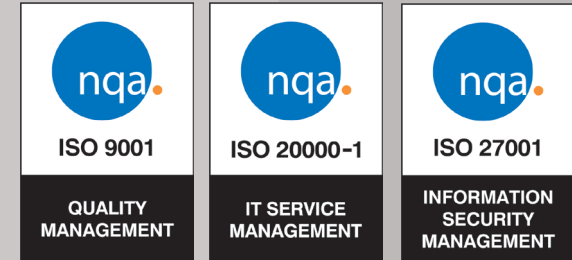 nqa.
ISO 9001
QUALITY
MANAGEMENT
nqa.
ISO 20000-1
IT SERVICE
MANAGEMENT
nqa.
ISO 27001
INFORMATION
SECURITY
MANAGEMENT